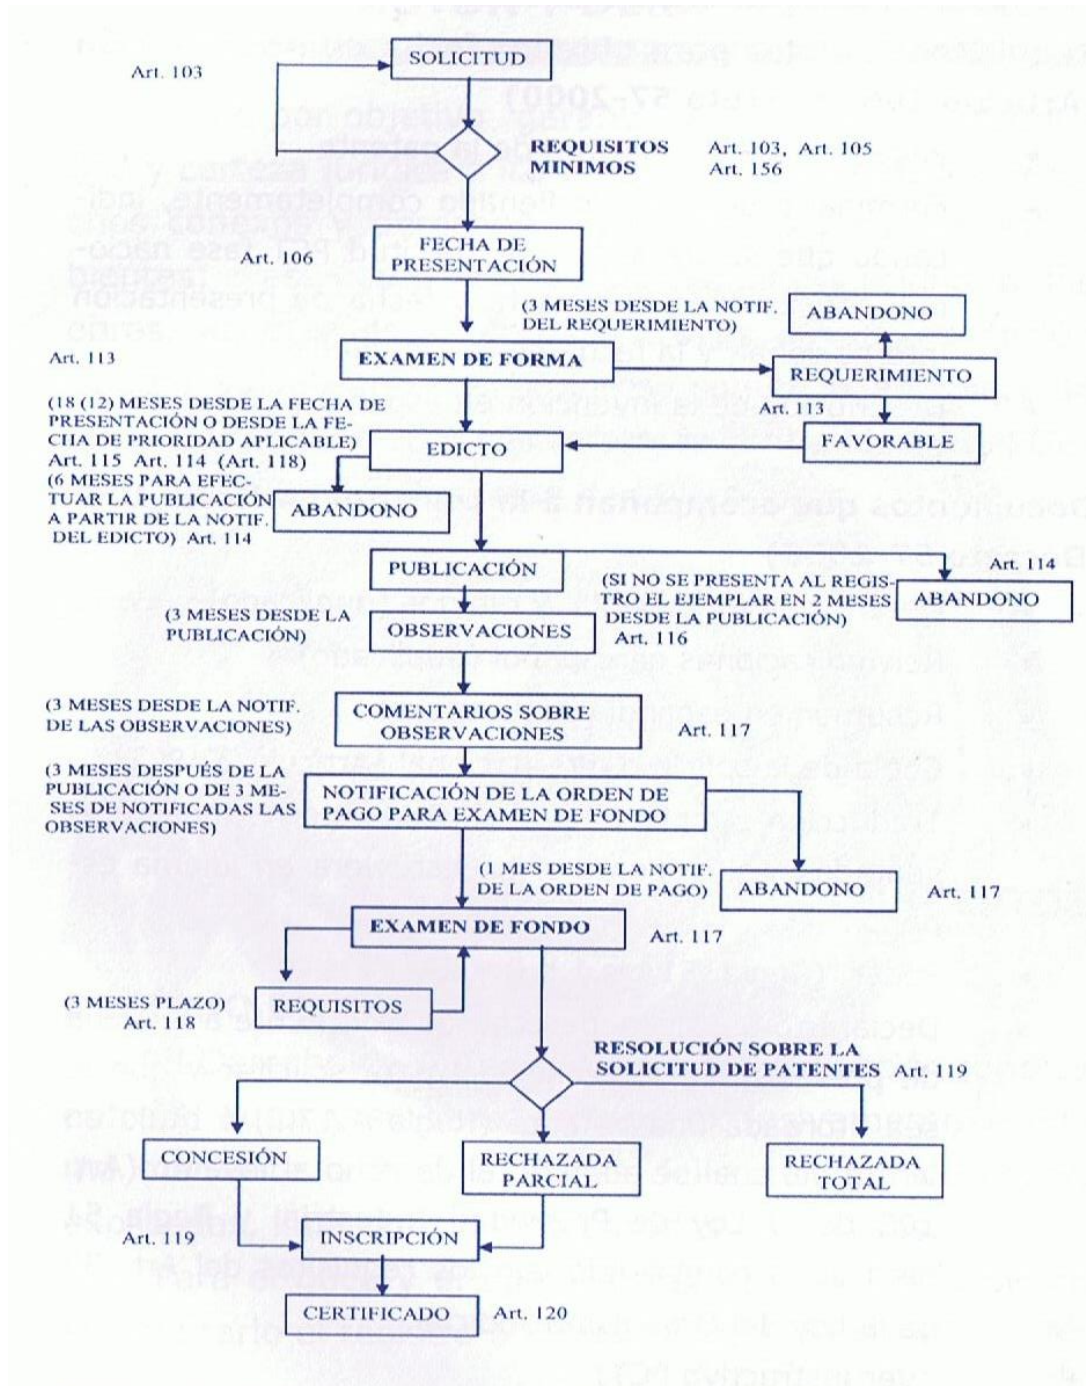 SOLICITUD
Art. 103
REQUISITOS
MINIMOS
Art. 103, Art. 105
Art. 156
FECHA DE
PRESENTACIÓN
Art. 106
(3 MESES DESDE LA NOTIF.
DEL REQUERIMIENTO)
ABANDONO
Art. 113
EXAMEN DE FORMA
REQUERIMIENTO
Art. 113
(18 (12) MESES DESDE LA FECHA DE
PRESENTACIÓN O DESDE LA FE-
CHA DE PRIORIDAD APLICABLE)
Art. 115 Art. 114 (Art. 118)
EDICTO
FAVORABLE
(6 MESES PARA EFEC-
TUAR LA PUBLICACIÓN
A PARTIR DE LA NOTIF.
DEL EDICTO) Art. 114
ABANDONO
PUBLICACIÓN
Art. 114
(SI NO SE PRESENTA AL REGIS-
TRO EL EJEMPLAR EN 2 MESES
DESDE LA PUBLICACIÓN)
Art. 116
ABANDONO
(3 MESES DESDE LA
PUBLICACIÓN)
OBSERVACIONES
(3 MESES DESDE LA NOTIF.
DE LAS OBSERVACIONES)
COMENTARIOS SOBRE
OBSERVACIONES
Art. 117
(3 MESES DESPUÉS DE LA
PUBLICACIÓN O DE 3 ME-
SES DE NOTIFICADAS LAS
OBSERVACIONES)
NOTIFICACIÓN DE LA ORDEN DE
PAGO PARA EXAMEN DE FONDO
(1 MES DESDE LA NOTIF.
DE LA ORDEN DE PAGO)
ABANDONO
Art. 117
EXAMEN DE FONDO
Art. 117
(3 MESES PLAZO)
Art. 118
REQUISITOS
RESOLUCIÓN SOBRE LA
SOLICITUD DE PATENTES Art. 119
CONCESIÓN
RECHAZADA
PARCIAL
RECHAZADA
TOTAL
Art. 119
INSCRIPCIÓN
CERTIFICADO
Art. 120